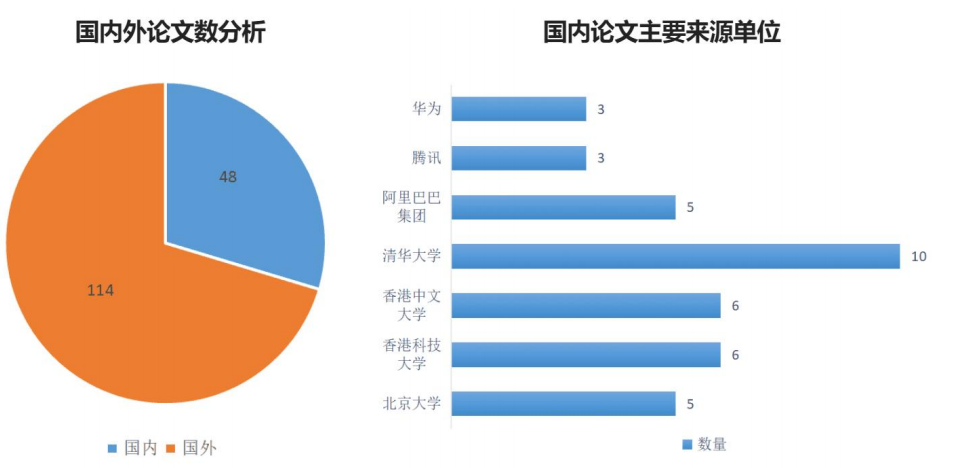 国内外论文数分析
48
114
国内 国外
国内论文主要来源单位
华为 3
腾讯 3
阿里巴巴
集团 5
清华大学 10
香港中文
大学 6
香港科技
大学 6
北京大学 5
数量